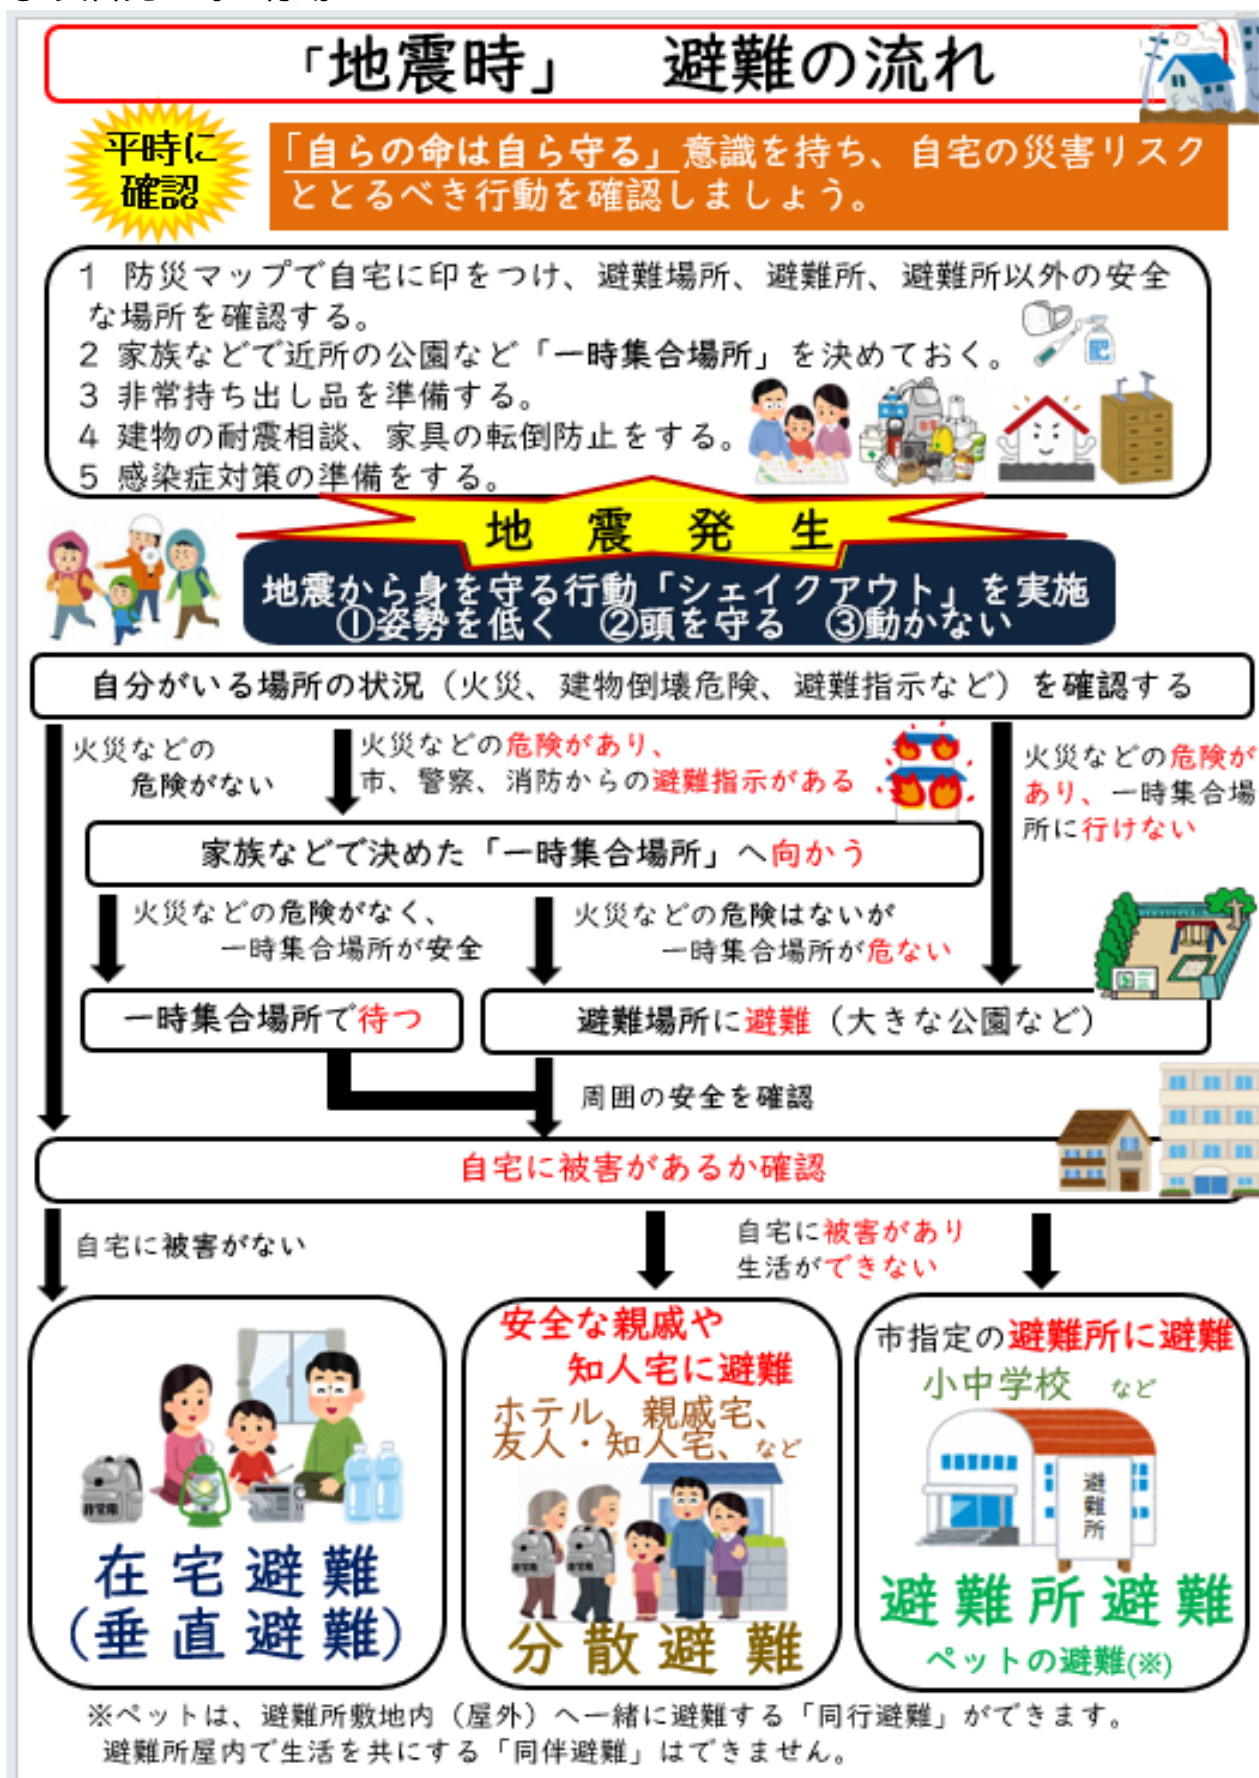 「地震時」　避難の流れ
平時に
確認
「自らの命は自ら守る」意識を持ち、自宅の災害リスク
ととるべき行動を確認しましょう。
1 防災マップで自宅に印をつけ、避難場所、避難所、避難所以外の安全
な場所を確認する。
2 家族などで近所の公園など「一時集合場所」を決めておく。
3 非常持ち出し品を準備する。
4 建物の耐震相談、家具の転倒防止をする。
5 感染症対策の準備をする。
地 震 発 生
地震から身を守る行動「シェイクアウト」を実施
①姿勢を低く　②頭を守る　③動かない
自分がいる場所の状況（火災、建物倒壊危険、避難指示など）を確認する
火災などの
危険がない
火災などの危険があり、
市、警察、消防からの避難指示がある
火災などの危険が
あり、一時集合場
所に行けない
家族などで決めた「一時集合場所」へ向かう
火災などの危険がなく、
一時集合場所が安全
火災などの危険はないが
一時集合場所が危ない
一時集合場所で待つ
避難場所に避難（大きな公園など）
周囲の安全を確認
自宅に被害があるか確認
自宅に被害がない
自宅に被害があり
生活ができない
在宅避難
(垂直避難)
安全な親戚や
知人宅に避難
ホテル、親戚宅、
友人・知人宅、など
分散避難
市指定の避難所に避難
小中学校　など
避難所
避難所避難
ペットの避難(※)
※ペットは、避難所敷地内（屋外）へ一緒に避難する「同行避難」ができます。
避難所屋内で生活を共にする「同伴避難」はできません。